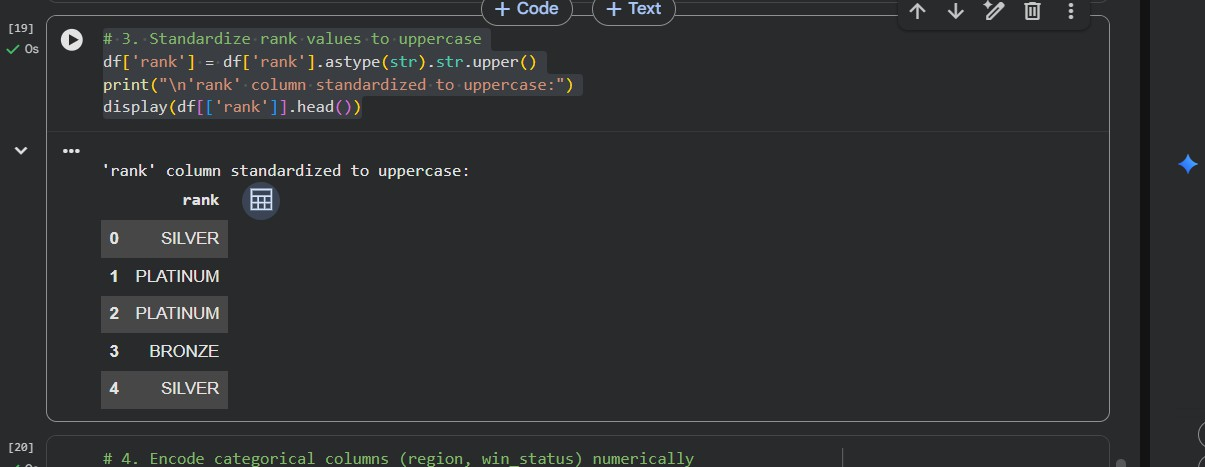 + Code + Text
[19]
0s
# 3. Standardize rank values to uppercase
df['rank'] = df['rank'].astype(str).str.upper()
print("\n'rank' column standardized to uppercase:")
display(df[['rank']].head())
'rank' column standardized to uppercase:
rank
0 SILVER
1 PLATINUM
2 PLATINUM
3 BRONZE
4 SILVER
[20]
# 4. Encode categorical columns (region, win_status) numerically